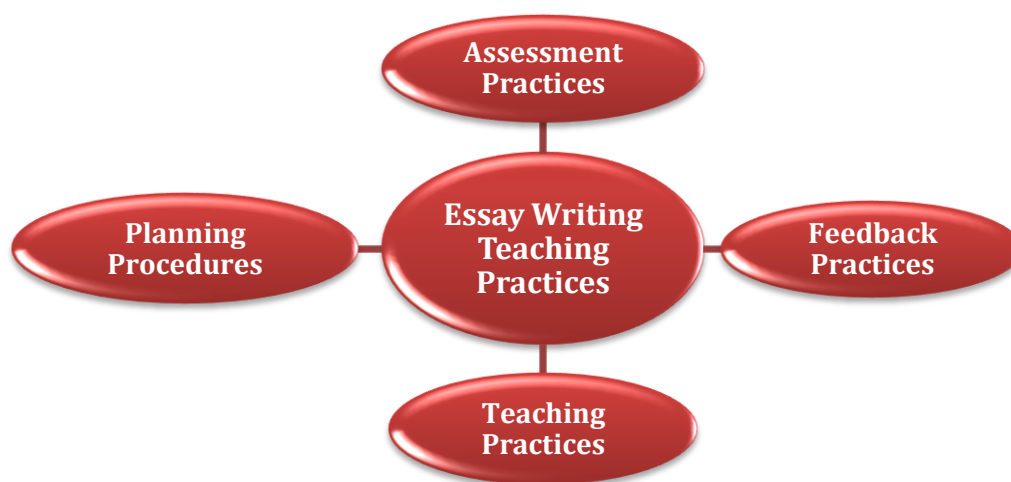 Assessment
Practices
Planning
Procedures
Essay Writing
Teaching
Practices
Feedback
Practices
Teaching
Practices